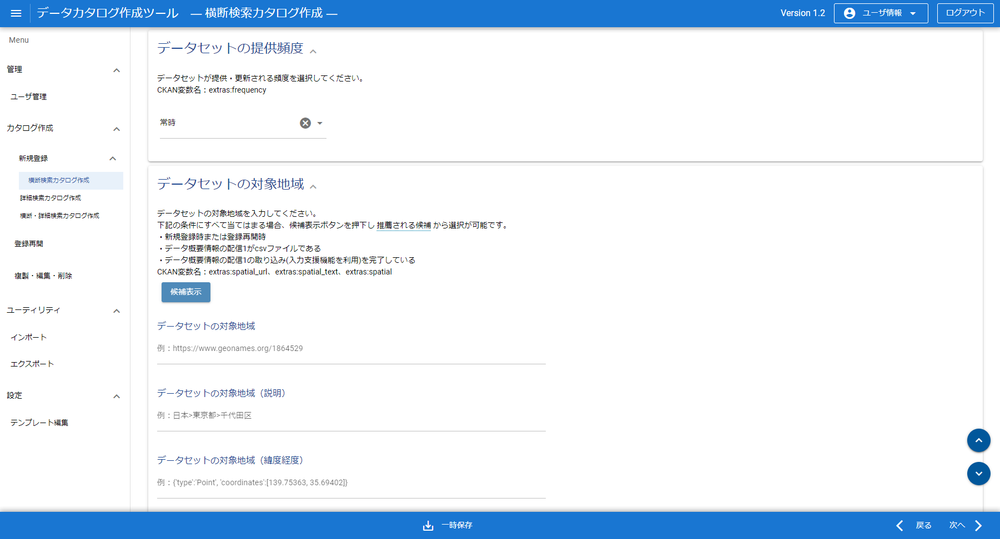 データカタログ作成ツール　― 横断検索カタログ作成 ―
Version 1.2
ユーザ情報
ログアウト
Menu
管理
ユーザ管理
カタログ作成
新規登録
横断検索カタログ作成
詳細検索カタログ作成
横断・詳細検索カタログ作成
登録再開
複製・編集・削除
ユーティリティ
インポート
エクスポート
設定
テンプレート編集
データセットの提供頻度
データセットが提供・更新される頻度を選択してください。
CKAN変数名：extras:frequency
常時
データセットの対象地域
データセットの対象地域を入力してください。
下記の条件にすべて当てはまる場合、候補表示ボタンを押下し 推薦される候補 から選択が可能です。
・新規登録時または登録再開時
・データ概要情報の配信1がcsvファイルである
・データ概要情報の配信1の取り込み(入力支援機能を利用)を完了している
CKAN変数名：extras:spatial_url、extras:spatial_text、extras:spatial
候補表示
データセットの対象地域
例：https://www.geonames.org/1864529
データセットの対象地域（説明）
例：日本>東京都>千代田区
データセットの対象地域（緯度経度）
例：{'type':'Point', 'coordinates':[139.75363, 35.69402]}
一時保存
戻る
次へ